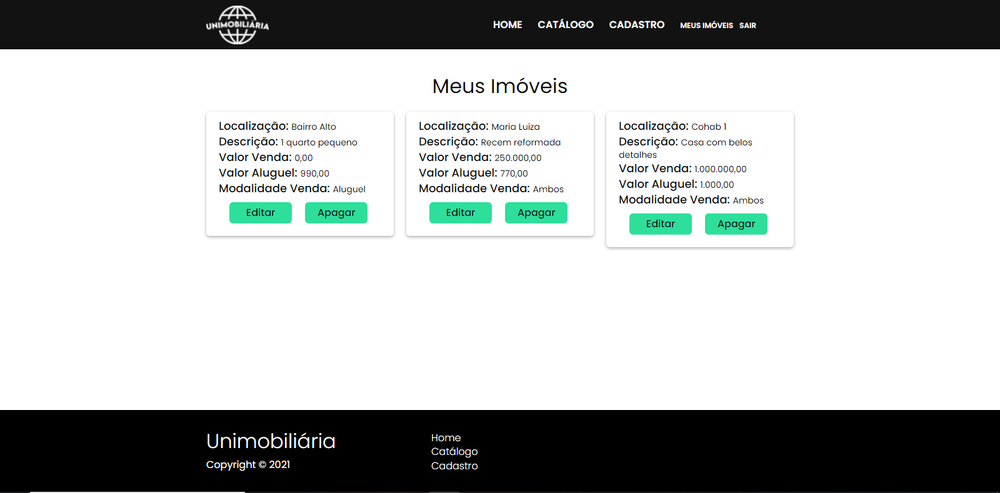 UNIMOBILIÁRIA
HOME CATÁLOGO CADASTRO MEUS IMÓVEIS SAIR
Meus Imóveis
Localização: Bairro Alto
Descrição: 1 quarto pequeno
Valor Venda: 0,00
Valor Aluguel: 990,00
Modalidade Venda: Aluguel
Editar Apagar
Localização: Maria Luiza
Descrição: Recem reformada
Valor Venda: 250.000,00
Valor Aluguel: 770,00
Modalidade Venda: Ambos
Editar Apagar
Localização: Cohab 1
Descrição: Casa com belos
detalhes
Valor Venda: 1.000.000,00
Valor Aluguel: 1.000,00
Modalidade Venda: Ambos
Editar Apagar
Unimobiliária
Copyright © 2021
Home
Catálogo
Cadastro